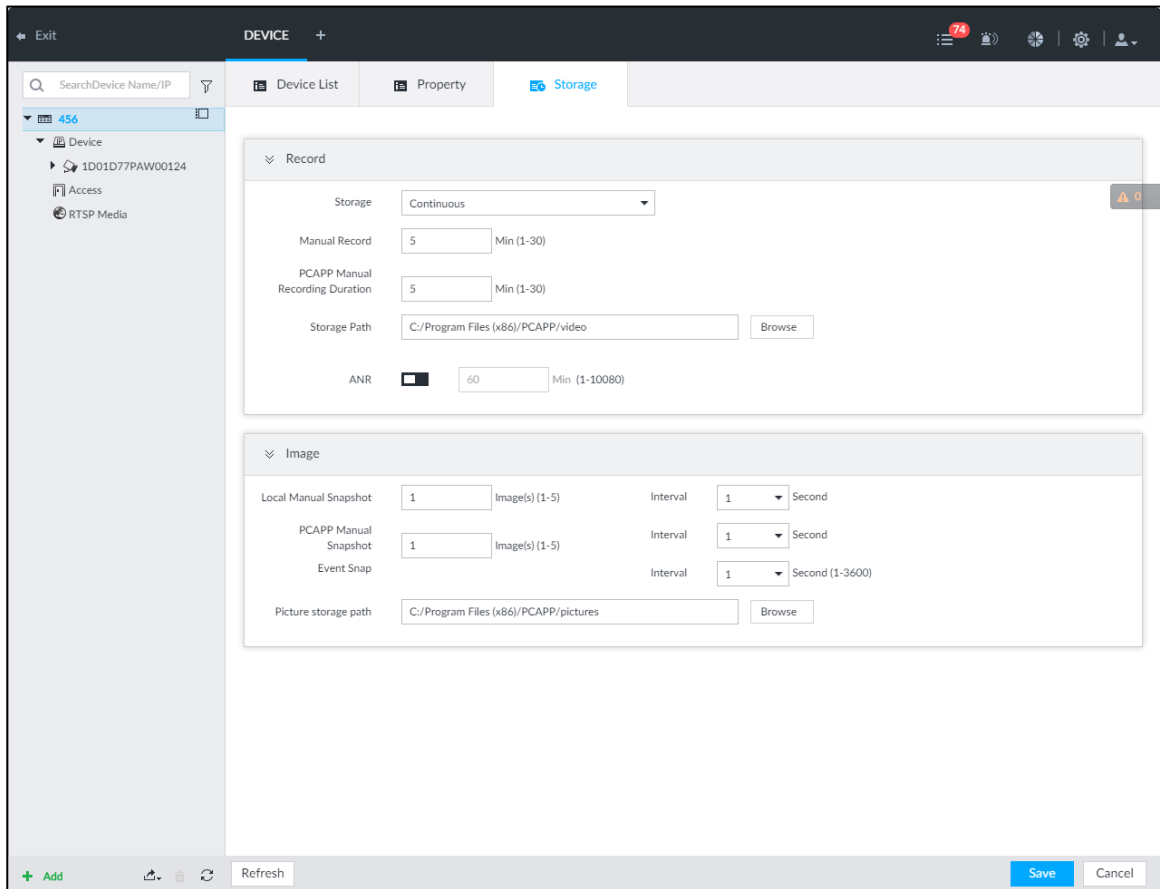 Exit
DEVICE +
74
SearchDevice Name/IP
Device List
Property
Storage
456
Device
1D01D77PAW00124
Access
RTSP Media
Record
Storage Continuous
0
Manual Record 5 Min (1-30)
PCAPP Manual
Recording Duration 5 Min (1-30)
Storage Path C:/Program Files (x86)/PCAPP/video Browse
ANR 60 Min (1-10080)
Image
Local Manual Snapshot 1 Image(s) (1-5) Interval 1 Second
PCAPP Manual
Snapshot 1 Image(s) (1-5) Interval 1 Second
Event Snap Interval 1 Second (1-3600)
Picture storage path C:/Program Files (x86)/PCAPP/pictures Browse
+ Add
Refresh
Save
Cancel